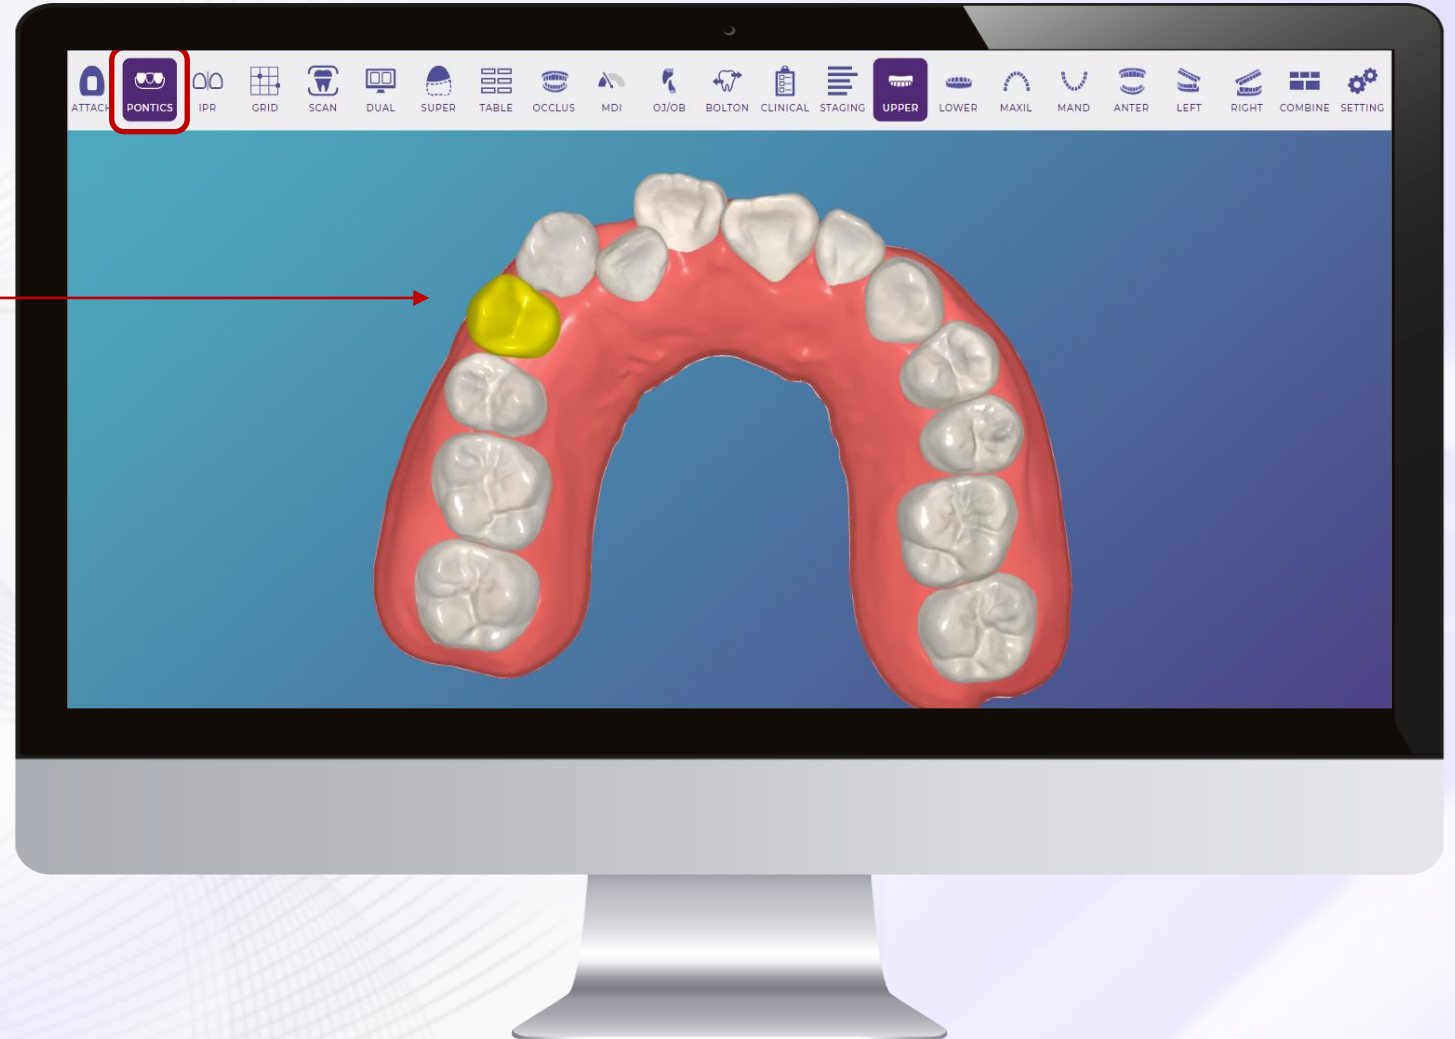 ATTACH PONTICS IPR GRID SCAN DUAL SUPER TABLE OCCLUS MDI OJ/OB BOLTON CLINICAL STAGING UPPER LOWER MAXIL MAND ANTER LEFT RIGHT COMBINE SETTING